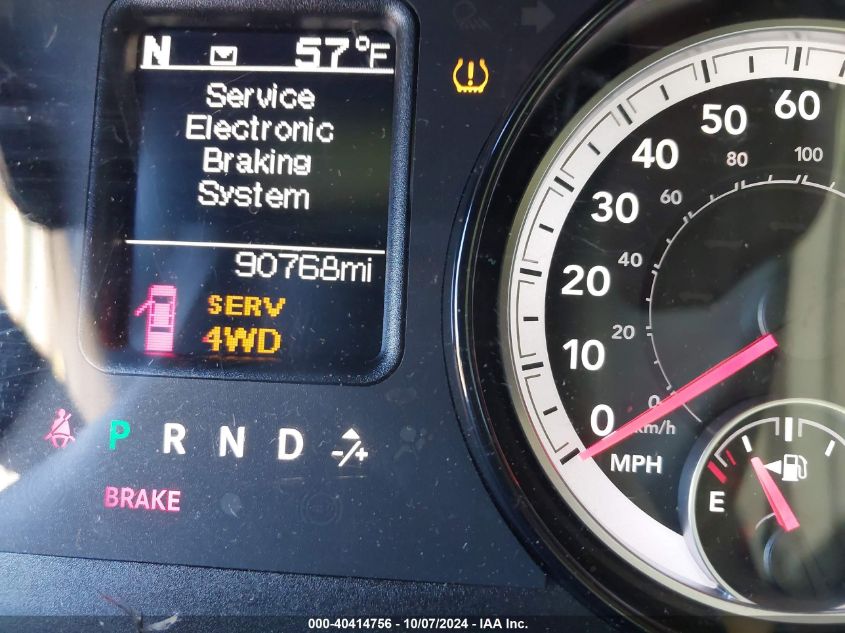 N 57°F
Service
Electronic
Braking
System
90768mi
SERV
4WD
P R N D -/+
BRAKE
0 10 20 30 40 50 60
MPH
0 20 40 60 80 100
km/h
E
000-40414756 - 10/07/2024 - IAA Inc.